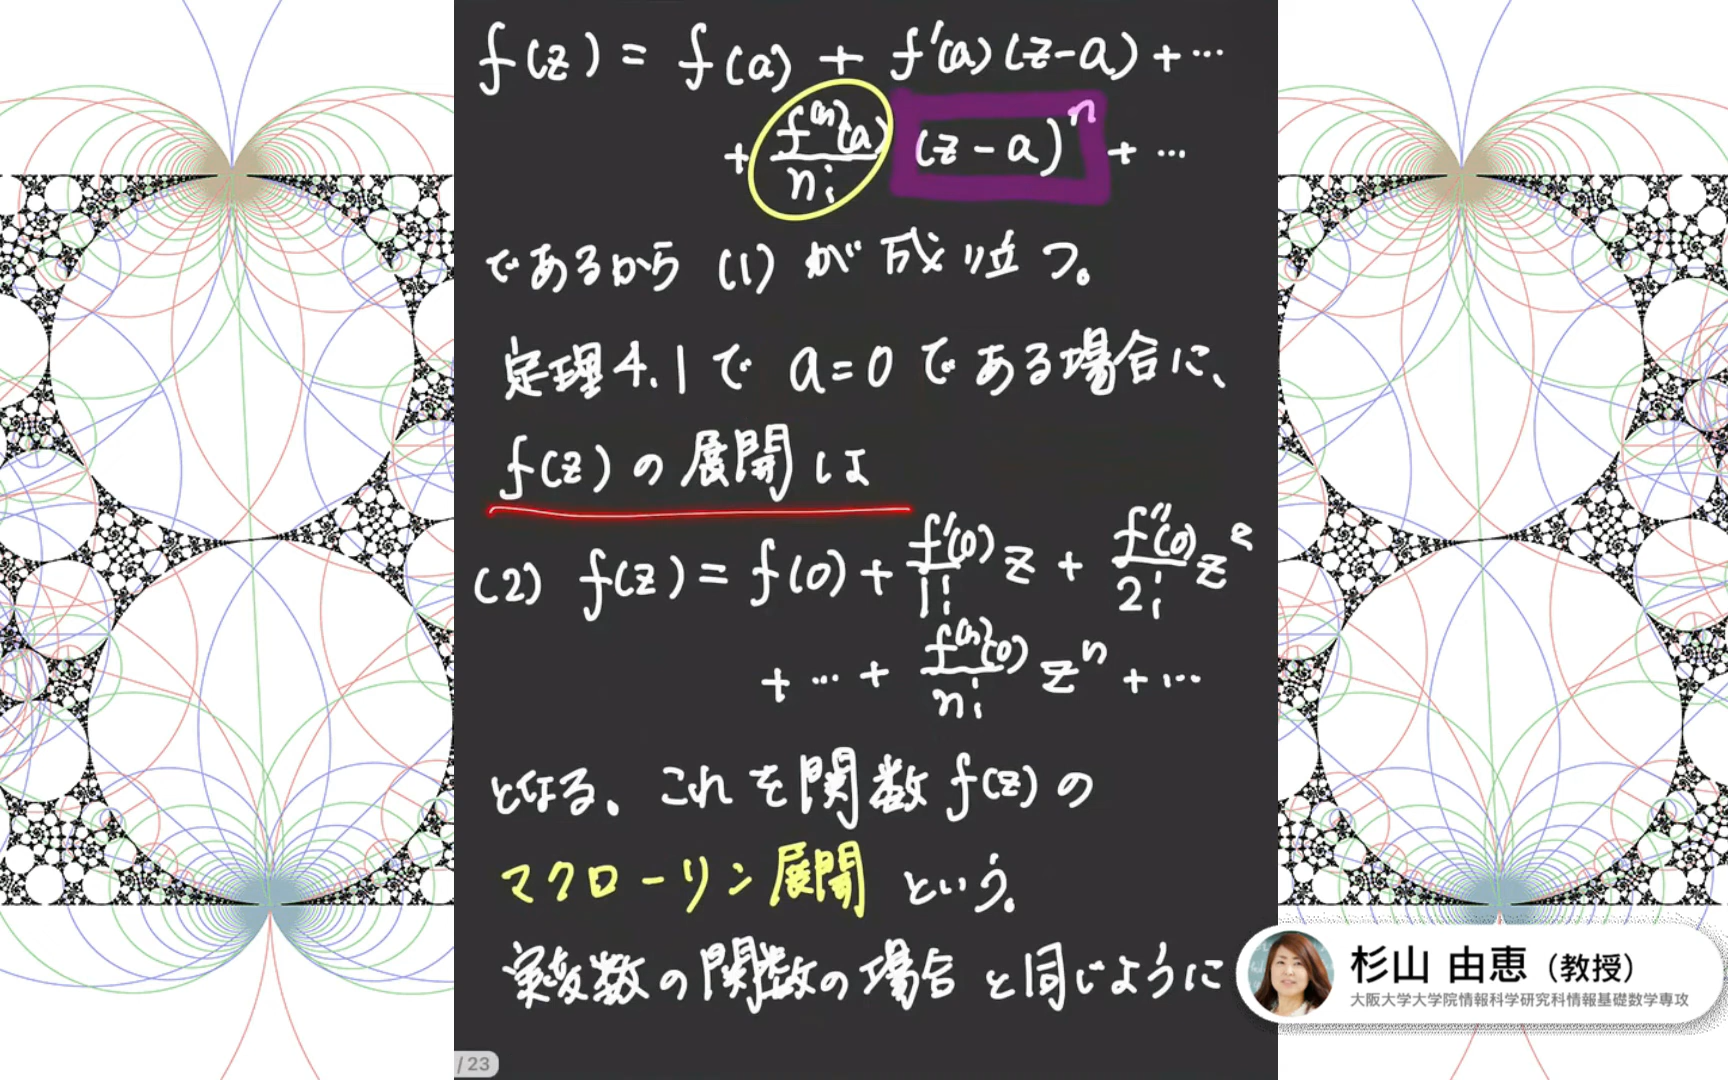 f(z) = f(a) + f'(a)(z-a) + ⋯
+ f⁽ⁿ⁾(a)/n! (z-a)ⁿ + ⋯
であるから (1) が成り立つ。
定理4.1で a=0 である場合に、
f(z)の展開は
(2) f(z) = f(0) + f'(0)/1! z + f''(0)/2! z²
+ ⋯ + f⁽ⁿ⁾(0)/n! zⁿ + ⋯
となる。これを関数 f(z) の
マクローリン展開 という。
実変数の関数の場合と同じように
杉山 由恵（教授）
大阪大学大学院情報科学研究科情報基礎数学専攻
/ 23